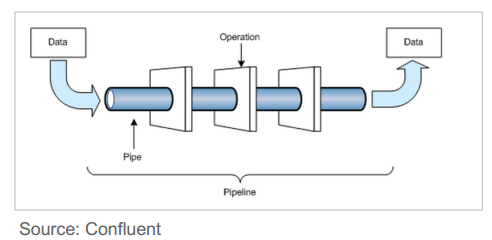 Data
Operation
Data
Pipe
Pipeline
Source: Confluent